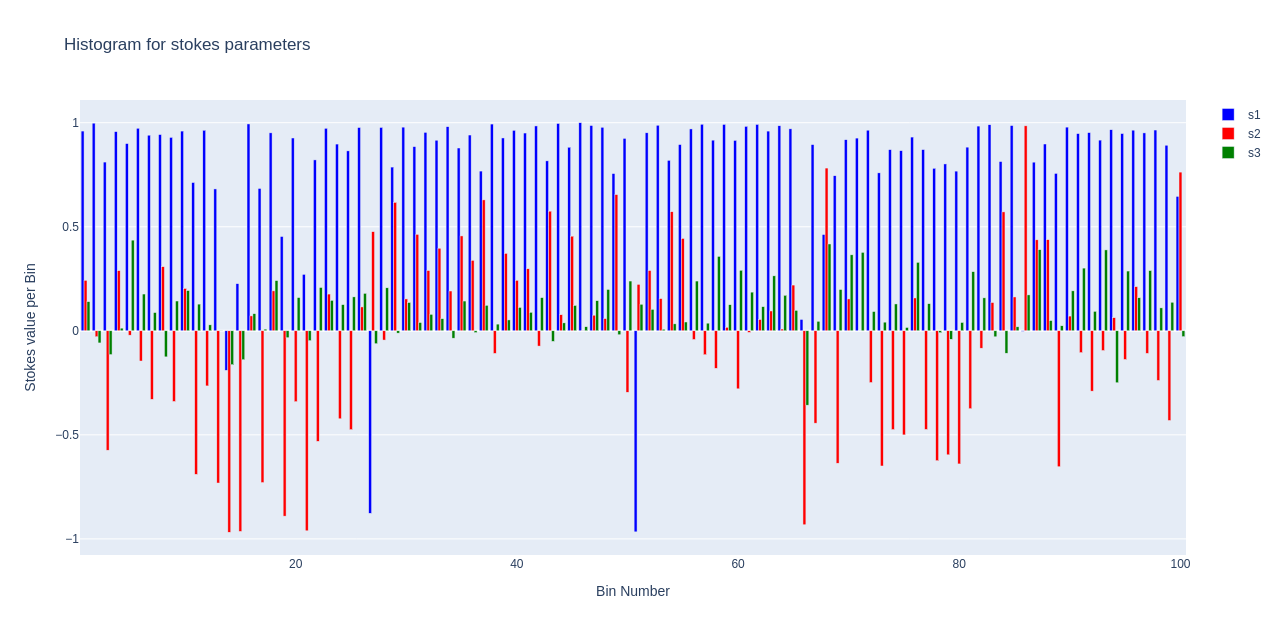 Histogram for stokes parameters
s1
s2
s3
1
0.5
0
−0.5
−1
Stokes value per Bin
20 40 60 80 100
Bin Number